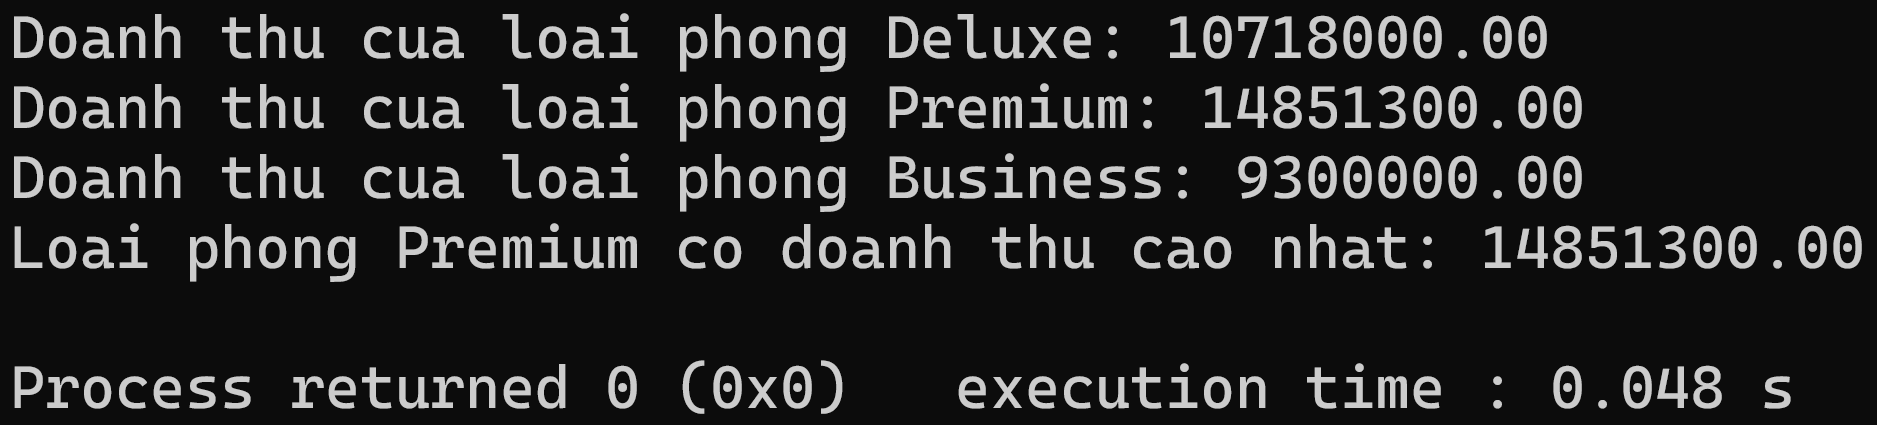 Doanh thu cua loai phong Deluxe: 10718000.00
Doanh thu cua loai phong Premium: 14851300.00
Doanh thu cua loai phong Business: 9300000.00
Loai phong Premium co doanh thu cao nhat: 14851300.00
Process returned 0 (0x0)   execution time : 0.048 s